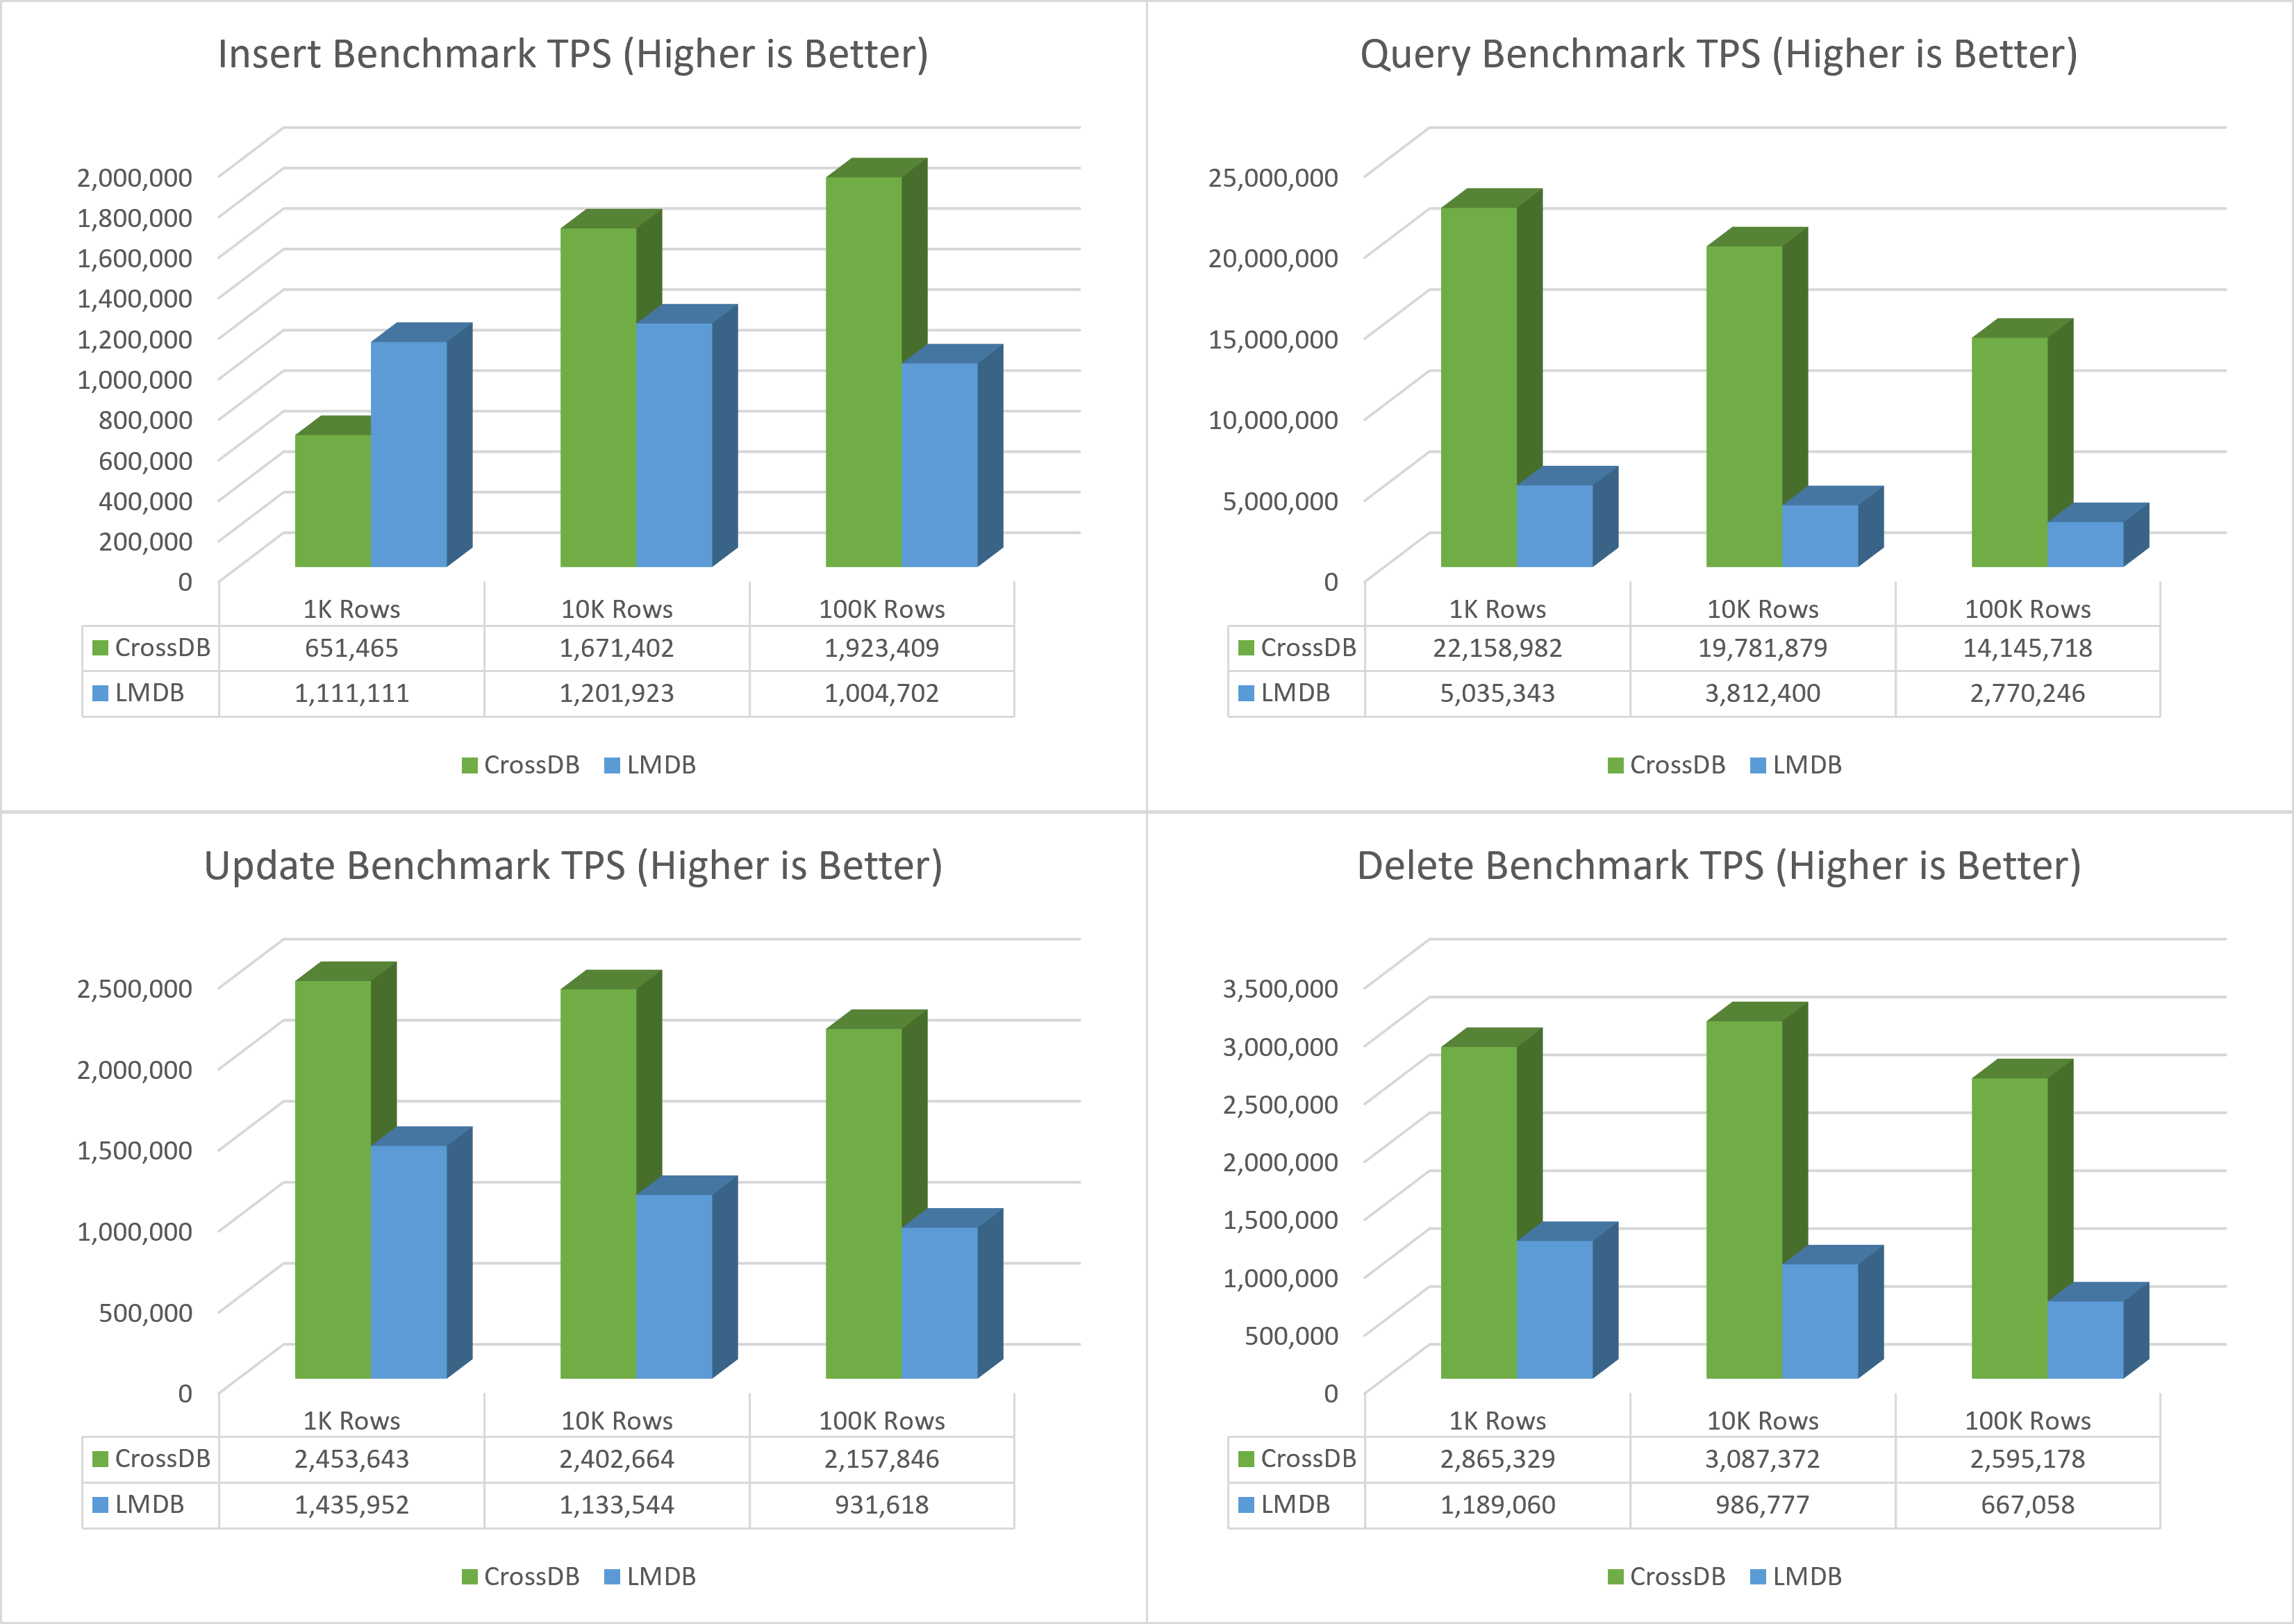 Insert Benchmark TPS (Higher is Better)
2,000,000
1,800,000
1,600,000
1,400,000
1,200,000
1,000,000
800,000
600,000
400,000
200,000
0
1K Rows 10K Rows 100K Rows
CrossDB 651,465 1,671,402 1,923,409
LMDB 1,111,111 1,201,923 1,004,702
CrossDB LMDB
Query Benchmark TPS (Higher is Better)
25,000,000
20,000,000
15,000,000
10,000,000
5,000,000
0
1K Rows 10K Rows 100K Rows
CrossDB 22,158,982 19,781,879 14,145,718
LMDB 5,035,343 3,812,400 2,770,246
CrossDB LMDB
Update Benchmark TPS (Higher is Better)
2,500,000
2,000,000
1,500,000
1,000,000
500,000
0
1K Rows 10K Rows 100K Rows
CrossDB 2,453,643 2,402,664 2,157,846
LMDB 1,435,952 1,133,544 931,618
CrossDB LMDB
Delete Benchmark TPS (Higher is Better)
3,500,000
3,000,000
2,500,000
2,000,000
1,500,000
1,000,000
500,000
0
1K Rows 10K Rows 100K Rows
CrossDB 2,865,329 3,087,372 2,595,178
LMDB 1,189,060 986,777 667,058
CrossDB LMDB